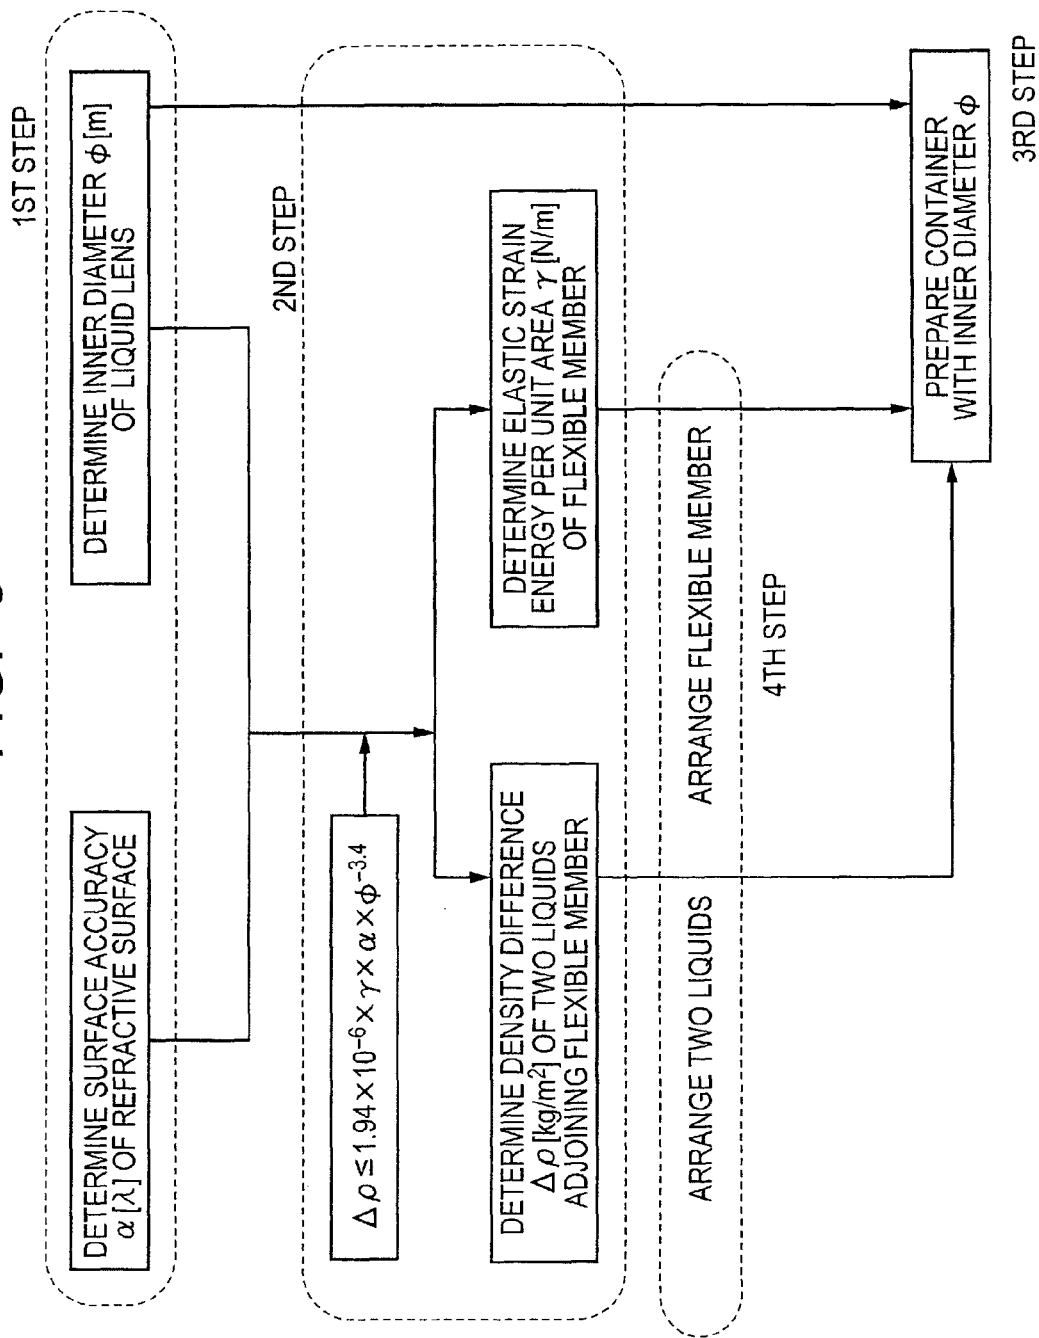 1ST STEP
DETERMINE SURFACE ACCURACY
α [λ] OF REFRACTIVE SURFACE
DETERMINE INNER DIAMETER ϕ [m]
OF LIQUID LENS
2ND STEP
Δρ ≤ 1.94×10⁻⁶×γ×α×ϕ⁻³·⁴
DETERMINE DENSITY DIFFERENCE
Δρ [kg/m²] OF TWO LIQUIDS
ADJOINING FLEXIBLE MEMBER
DETERMINE ELASTIC STRAIN
ENERGY PER UNIT AREA γ [N/m]
OF FLEXIBLE MEMBER
ARRANGE TWO LIQUIDS
ARRANGE FLEXIBLE MEMBER
4TH STEP
PREPARE CONTAINER
WITH INNER DIAMETER ϕ
3RD STEP